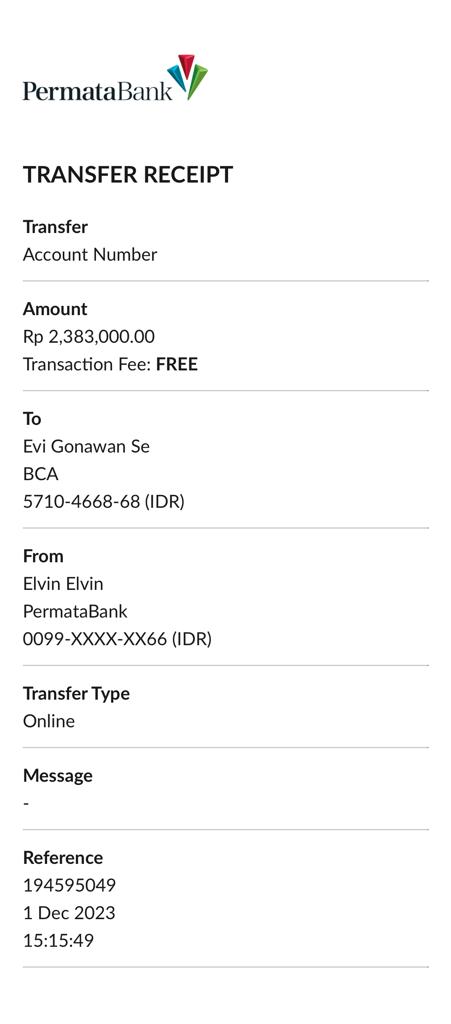 PermataBank
TRANSFER RECEIPT
Transfer
Account Number
Amount
Rp 2,383,000.00
Transaction Fee: FREE
To
Evi Gonawan Se
BCA
5710-4668-68 (IDR)
From
Elvin Elvin
PermataBank
0099-XXXX-XX66 (IDR)
Transfer Type
Online
Message
-
Reference
194595049
1 Dec 2023
15:15:49